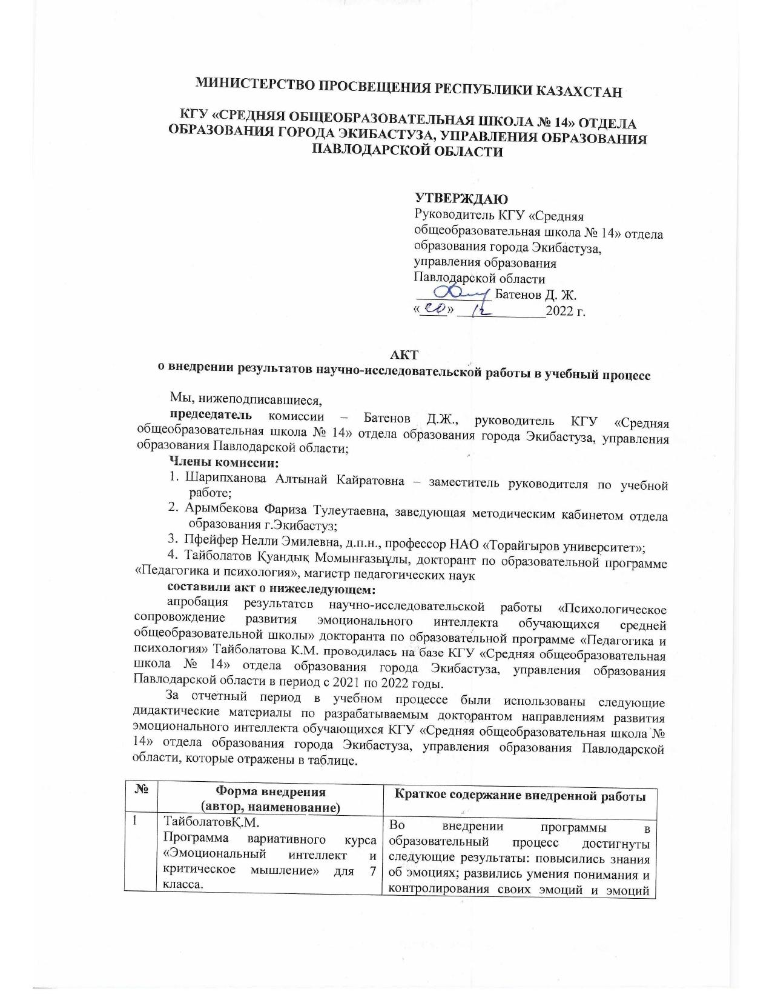 МИНИСТЕРСТВО ПРОСВЕЩЕНИЯ РЕСПУБЛИКИ КАЗАХСТАН
КГУ «СРЕДНЯЯ ОБЩЕОБРАЗОВАТЕЛЬНАЯ ШКОЛА № 14» ОТДЕЛА
ОБРАЗОВАНИЯ ГОРОДА ЭКИБАСТУЗА, УПРАВЛЕНИЯ ОБРАЗОВАНИЯ
ПАВЛОДАРСКОЙ ОБЛАСТИ
УТВЕРЖДАЮ
Руководитель КГУ «Средняя
общеобразовательная школа № 14» отдела
образования города Экибастуза,
управления образования
Павлодарской области
___________ Батенов Д. Ж.
«20» 12 2022 г.
АКТ
о внедрении результатов научно-исследовательской работы в учебный процесс
Мы, нижеподписавшиеся,
председатель комиссии – Батенов Д.Ж., руководитель КГУ «Средняя
общеобразовательная школа № 14» отдела образования города Экибастуза, управления
образования Павлодарской области;
Члены комиссии:
1. Шарипханова Алтынай Кайратовна – заместитель руководителя по учебной
работе;
2. Арымбекова Фариза Тулеутаевна, заведующая методическим кабинетом отдела
образования г.Экибастуз;
3. Пфейфер Нелли Эмилевна, д.п.н., профессор НАО «Торайгыров университет»;
4. Тайболатов Қуандық Момынғазыұлы, докторант по образовательной программе
«Педагогика и психология», магистр педагогических наук
составили акт о нижеследующем:
апробация результатов научно-исследовательской работы «Психологическое
сопровождение развития эмоционального интеллекта обучающихся средней
общеобразовательной школы» докторанта по образовательной программе «Педагогика и
психология» Тайболатова К.М. проводилась на базе КГУ «Средняя общеобразовательная
школа № 14» отдела образования города Экибастуза, управления образования
Павлодарской области в период с 2021 по 2022 годы.
За отчетный период в учебном процессе были использованы следующие
дидактические материалы по разрабатываемым докторантом направлениям развития
эмоционального интеллекта обучающихся КГУ «Средняя общеобразовательная школа №
14» отдела образования города Экибастуза, управления образования Павлодарской
области, которые отражены в таблице.
№ Форма внедрения Краткое содержание внедренной работы
(автор, наименование)
1 ТайболатовҚ.М. Во внедрении программы в
Программа вариативного курса образовательный процесс достигнуты
«Эмоциональный интеллект и следующие результаты: повысились знания
критическое мышление» для 7 об эмоциях; развились умения понимания и
класса. контролирования своих эмоций и эмоций